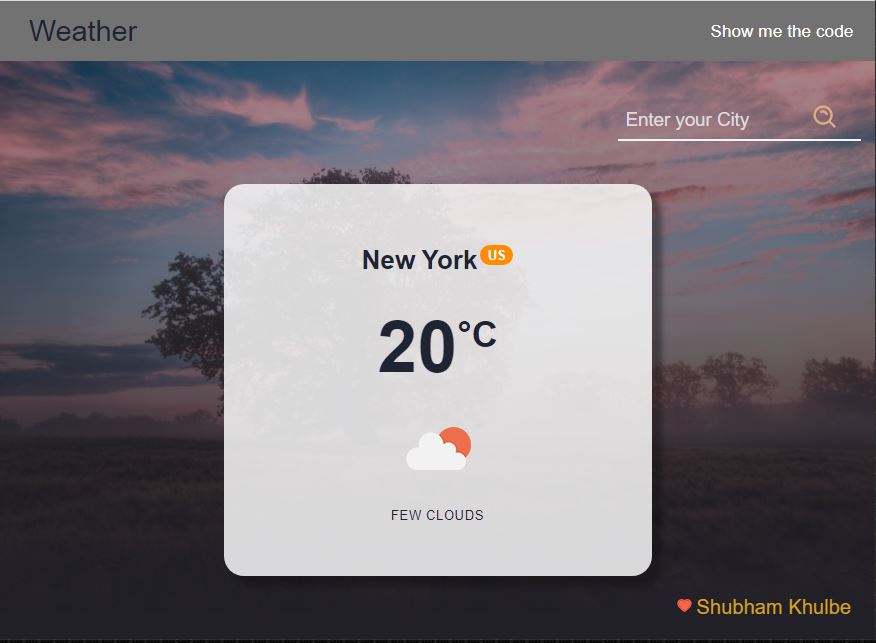 Weather
Show me the code
Enter your City
New York US
20°C
FEW CLOUDS
Shubham Khulbe